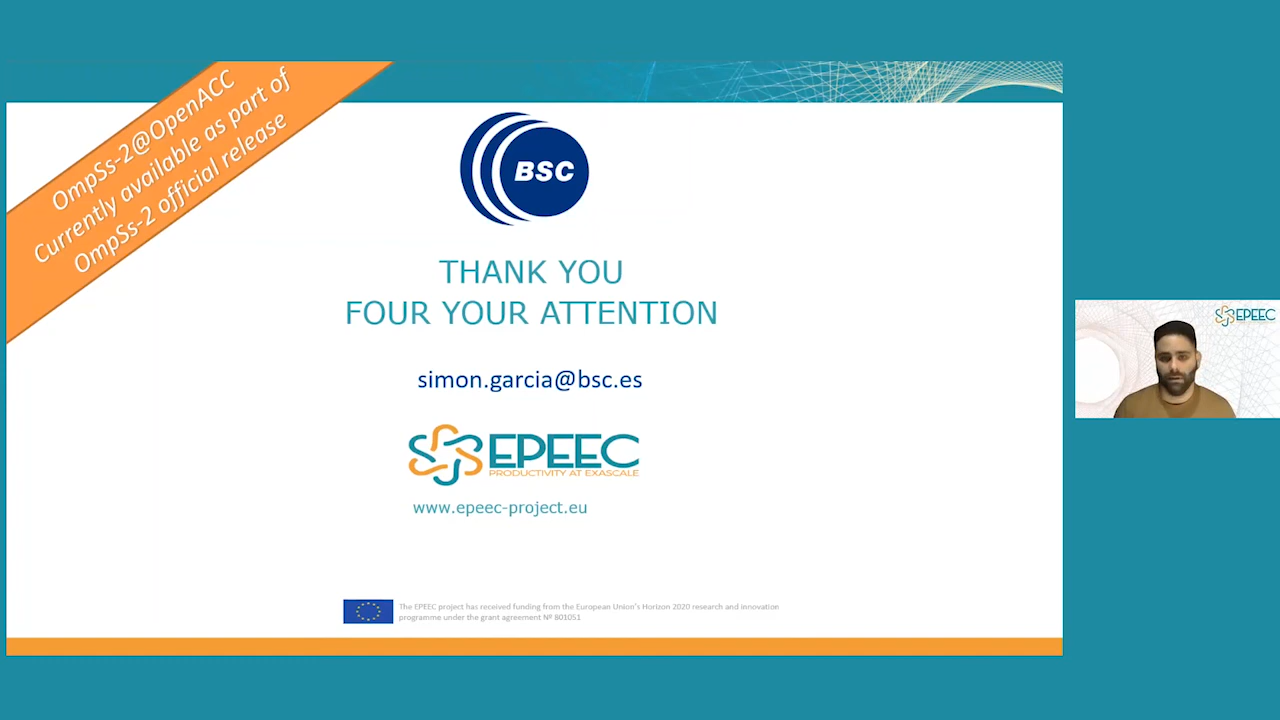 OmpSs-2@OpenACC
Currently available as part of
OmpSs-2 official release
BSC
THANK YOU
FOUR YOUR ATTENTION
simon.garcia@bsc.es
EPEEC
PRODUCTIVITY AT EXASCALE
www.epeec-project.eu
The EPEEC project has received funding from the European Union's Horizon 2020 research and innovation
programme under the grant agreement Nº 801051
EPEEC